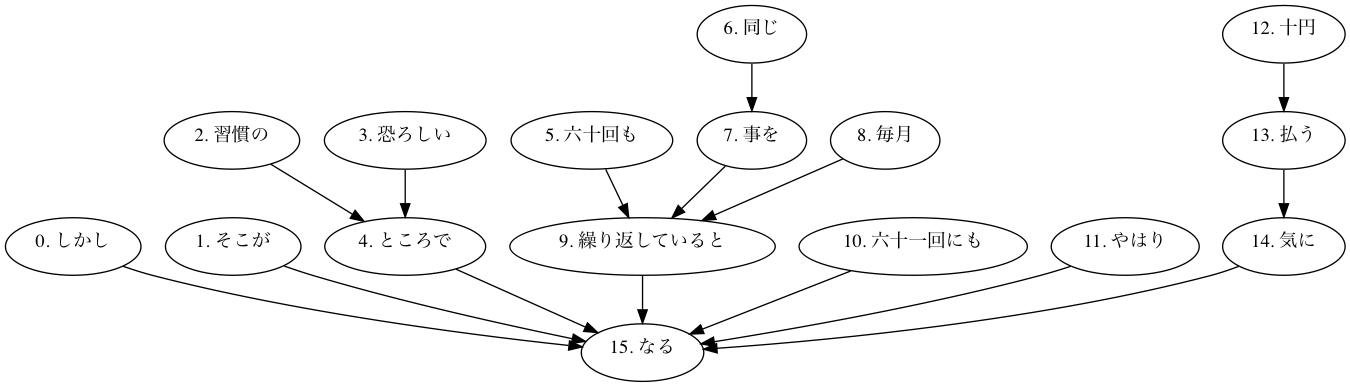 6. 同じ
12. 十円
2. 習慣の
3. 恐ろしい
5. 六十回も
7. 事を
8. 毎月
13. 払う
0. しかし
1. そこが
4. ところで
9. 繰り返していると
10. 六十一回にも
11. やはり
14. 気に
15. なる